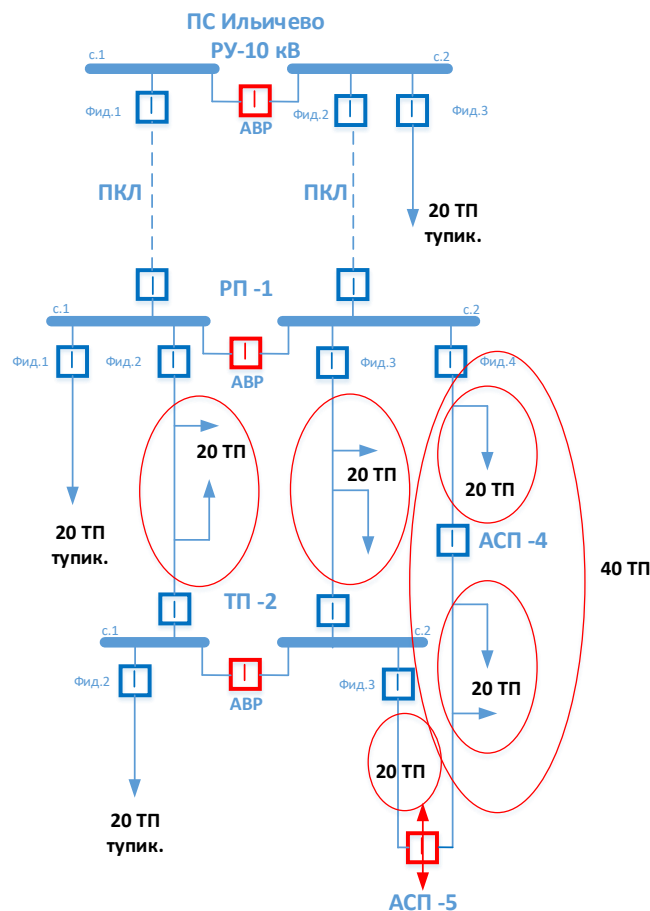 ПС Ильичево
РУ-10 кВ
с.1
с.2
Фид.1
АВР
Фид.2
Фид.3
ПКЛ
ПКЛ
20 ТП
тупик.
РП -1
с.1
с.2
Фид.1
Фид.2
АВР
Фид.3
Фид.4
20 ТП
20 ТП
20 ТП
20 ТП
тупик.
АСП -4
40 ТП
ТП -2
с.1
с.2
Фид.2
АВР
Фид.3
20 ТП
20 ТП
20 ТП
тупик.
АСП -5